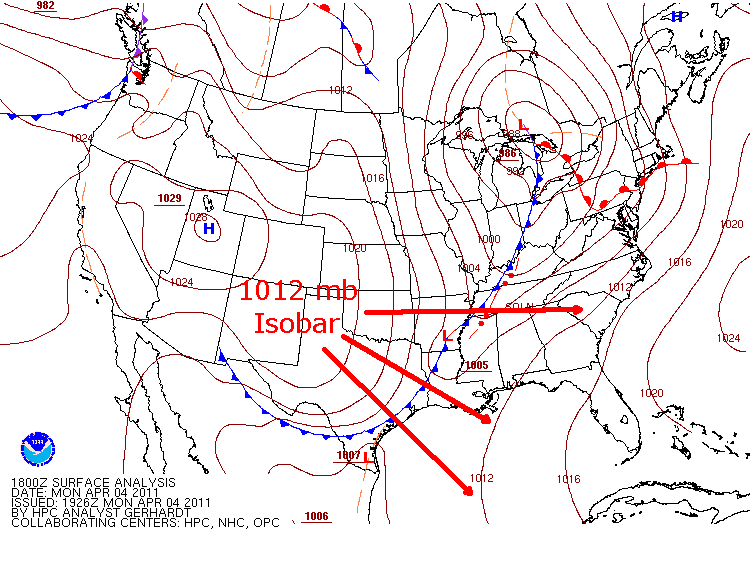 982
H
1012
1024
L
996
988
986
992
1016
1029
1028
H
1020
1000
1004
1020
1016
1024
1012 mb
Isobar
1012
SQLN
1024
L
1005
1020
1007
L
1012
1016
1006
NOAA
1800Z SURFACE ANALYSIS
DATE: MON APR 04 2011
ISSUED: 1926Z MON APR 04 2011
BY HPC ANALYST GERHARDT
COLLABORATING CENTERS: HPC, NHC, OPC